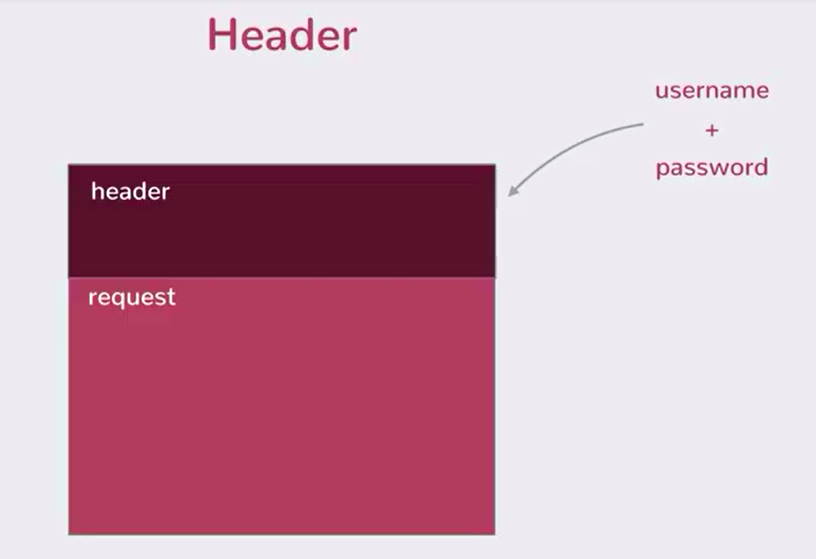 Header
username
+
password
header
request